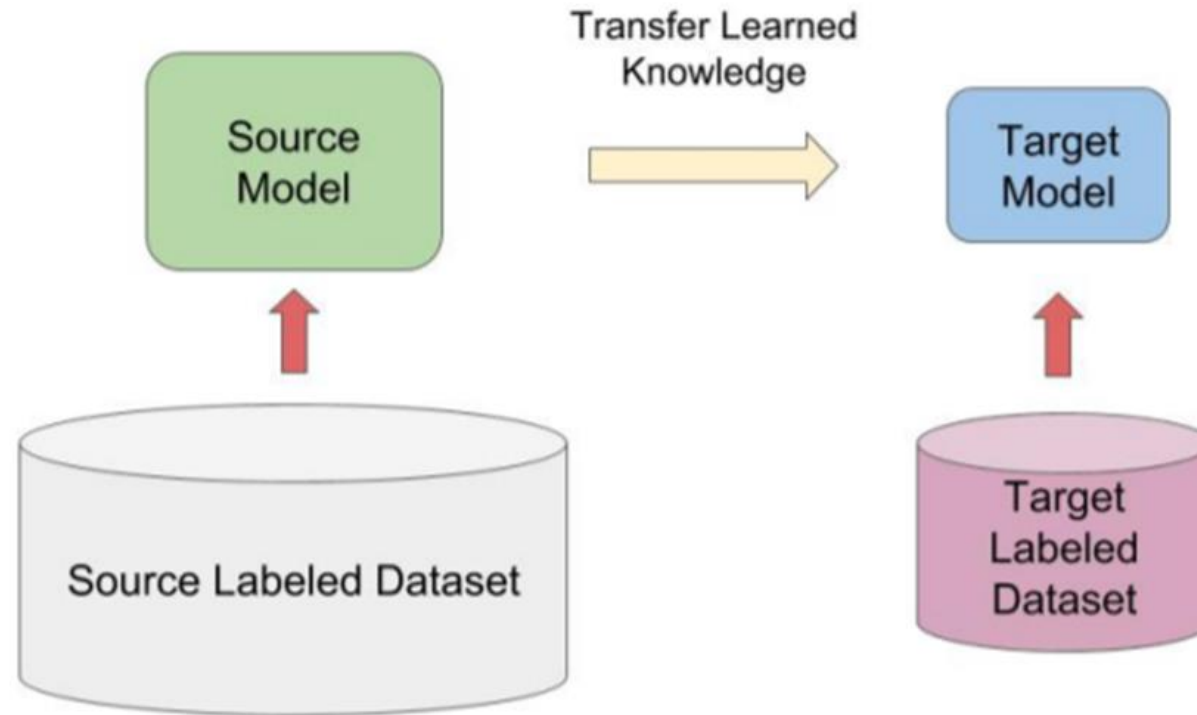 Transfer Learned
Knowledge
Source
Model
Target
Model
Source Labeled Dataset
Target
Labeled
Dataset